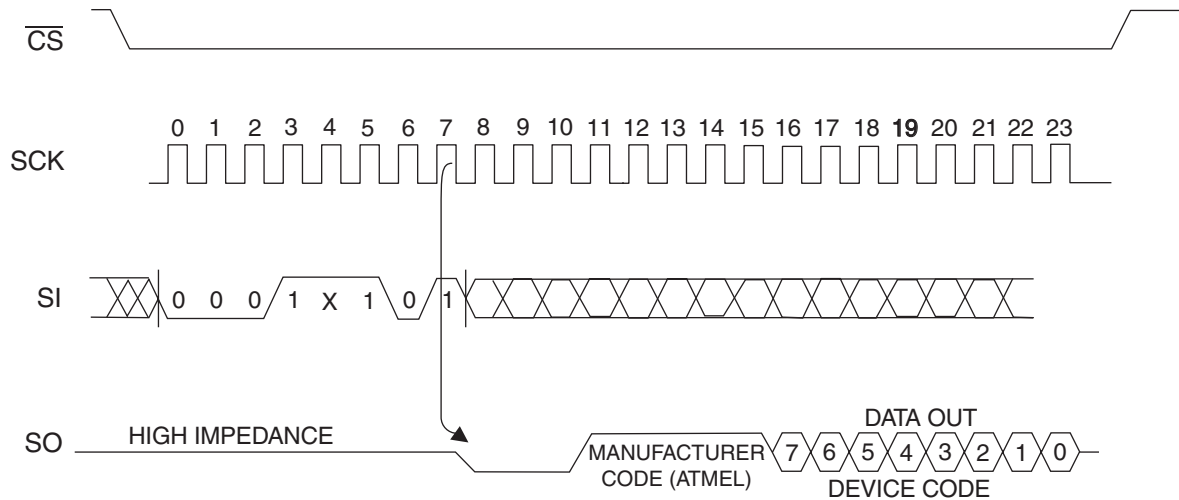 CS
0 1 2 3 4 5 6 7 8 9 10 11 12 13 14 15 16 17 18 19 20 21 22 23
SCK
SI
0 0 0 1 X 1 0 1
SO
HIGH IMPEDANCE
MANUFACTURER
CODE (ATMEL)
DATA OUT
7 6 5 4 3 2 1 0
DEVICE CODE